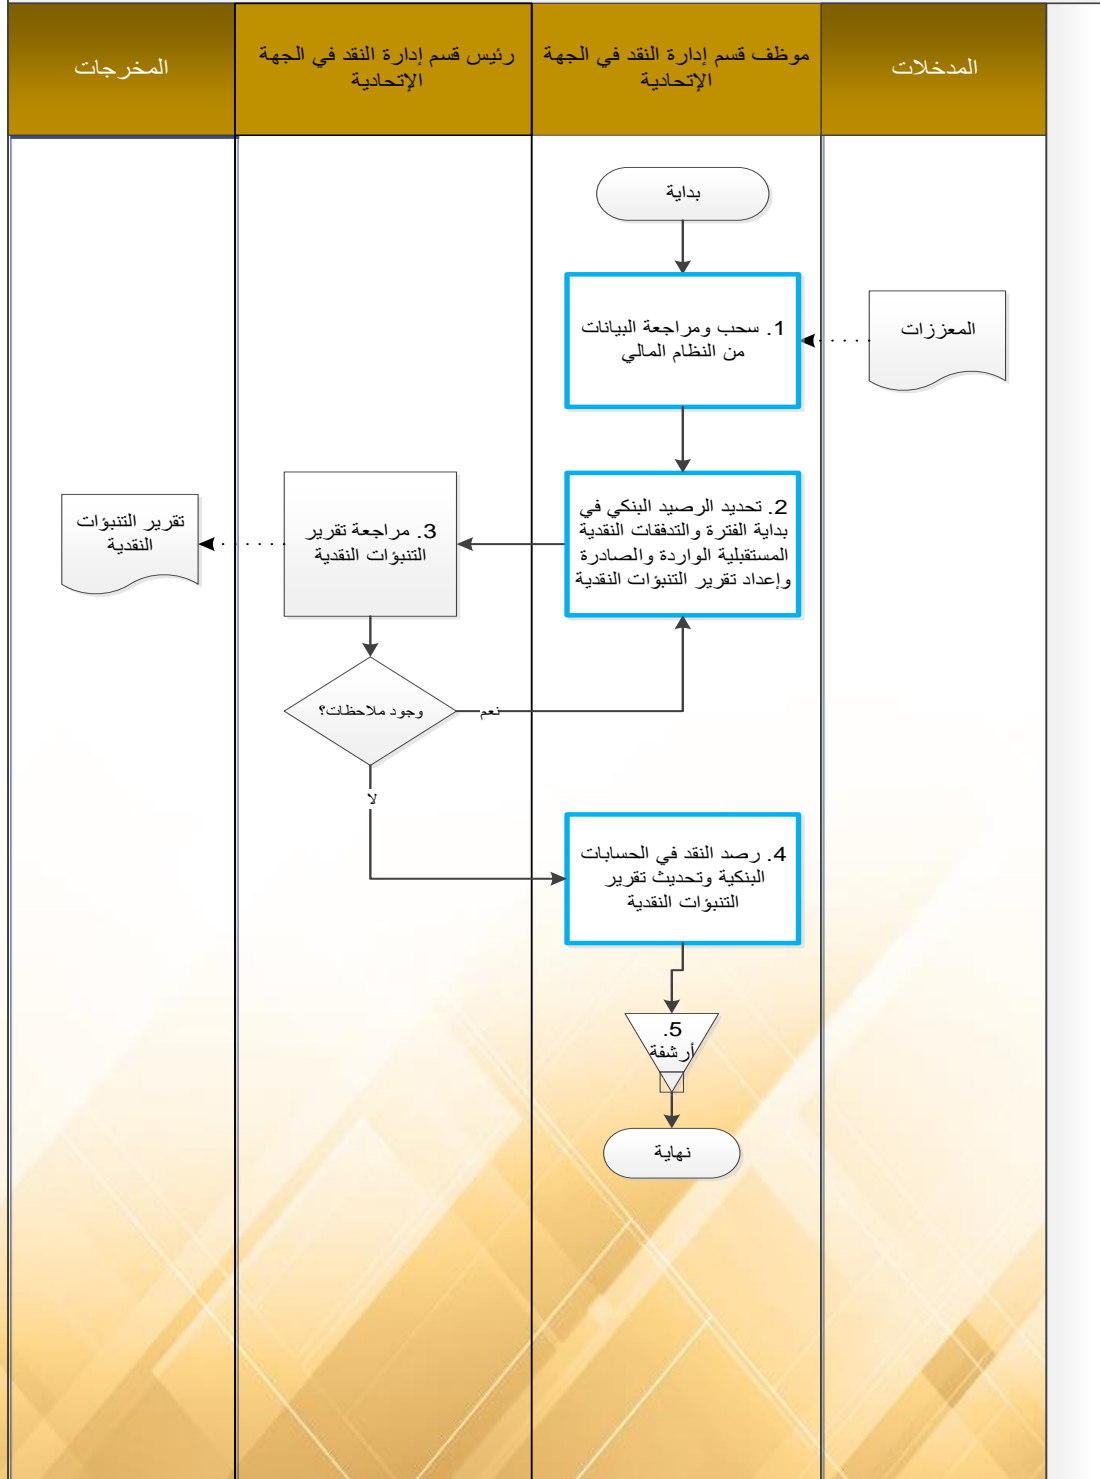 المدخلات
موظف قسم إدارة النقد في الجهة
الإتحادية
رئيس قسم إدارة النقد في الجهة
الإتحادية
المخرجات
بداية
1. سحب ومراجعة البيانات
من النظام المالي
المعززات
2. تحديد الرصيد البنكي في
بداية الفترة والتدفقات النقدية
المستقبلية الواردة والصادرة
وإعداد تقرير التنبؤات النقدية
3. مراجعة تقرير
التنبؤات النقدية
تقرير التنبؤات
النقدية
وجود ملاحظات؟
نعم
لا
4. رصد النقد في الحسابات
البنكية وتحديث تقرير
التنبؤات النقدية
5.
أرشفة
نهاية